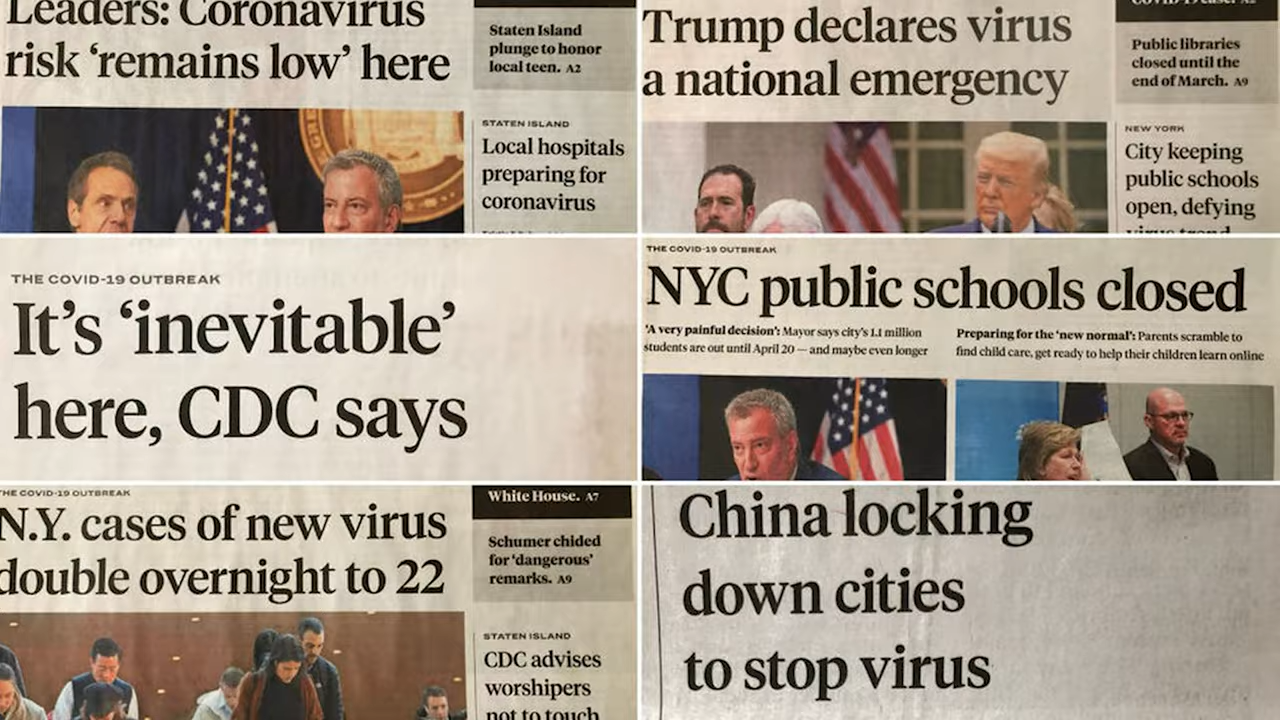 Leaders: Coronavirus
risk ‘remains low’ here
Staten Island
plunge to honor
local teen. A2
STATEN ISLAND
Local hospitals
preparing for
coronavirus
Trump declares virus
a national emergency
Public libraries
closed until the
end of March. A9
NEW YORK
City keeping
public schools
open, defying
virus trend
THE COVID-19 OUTBREAK
It’s ‘inevitable’
here, CDC says
THE COVID-19 OUTBREAK
NYC public schools closed
‘A very painful decision’: Mayor says city’s 1.1 million
students are out until April 20 — and maybe even longer
Preparing for the ‘new normal’: Parents scramble to
find child care, get ready to help their children learn online
THE COVID-19 OUTBREAK
N.Y. cases of new virus
double overnight to 22
White House. A7
Schumer chided
for ‘dangerous’
remarks. A9
STATEN ISLAND
CDC advises
worshipers
not to touch
China locking
down cities
to stop virus